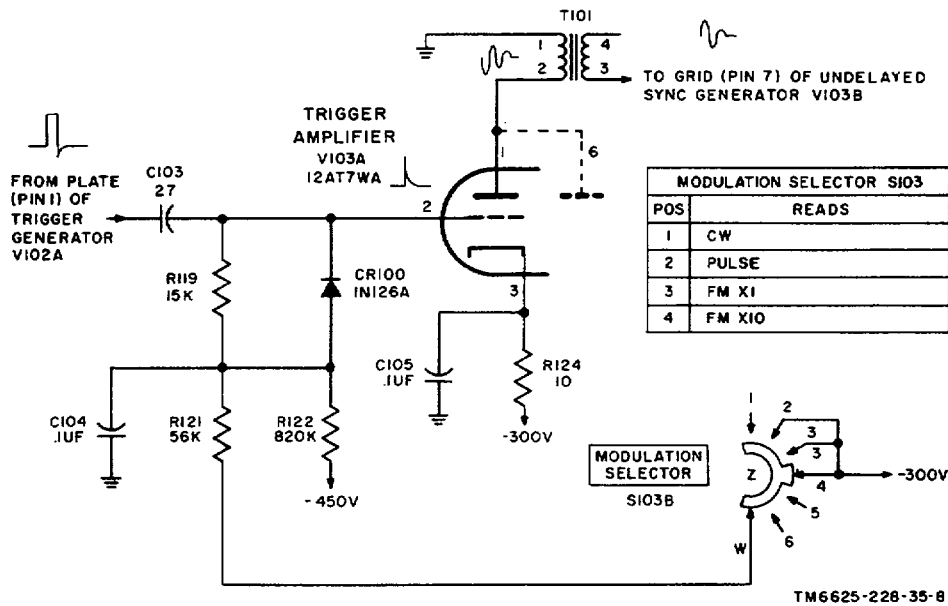 T101
1
4
2
3
TO GRID (PIN 7) OF UNDELAYED
SYNC GENERATOR V103B
TRIGGER
AMPLIFIER
V103A
12AT7WA
1
6
FROM PLATE
(PIN 1) OF
TRIGGER
GENERATOR
V102A
C103
27
2
R119
15K
CR100
1N126A
3
MODULATION SELECTOR S103
POS READS
1 CW
2 PULSE
3 FM X1
4 FM X10
C105
.1UF
R124
10
-300V
C104
.1UF
R121
56K
R122
820K
-450V
MODULATION
SELECTOR
S103B
2
3
3
Z
4
-300V
5
6
W
TM6625-228-35-8